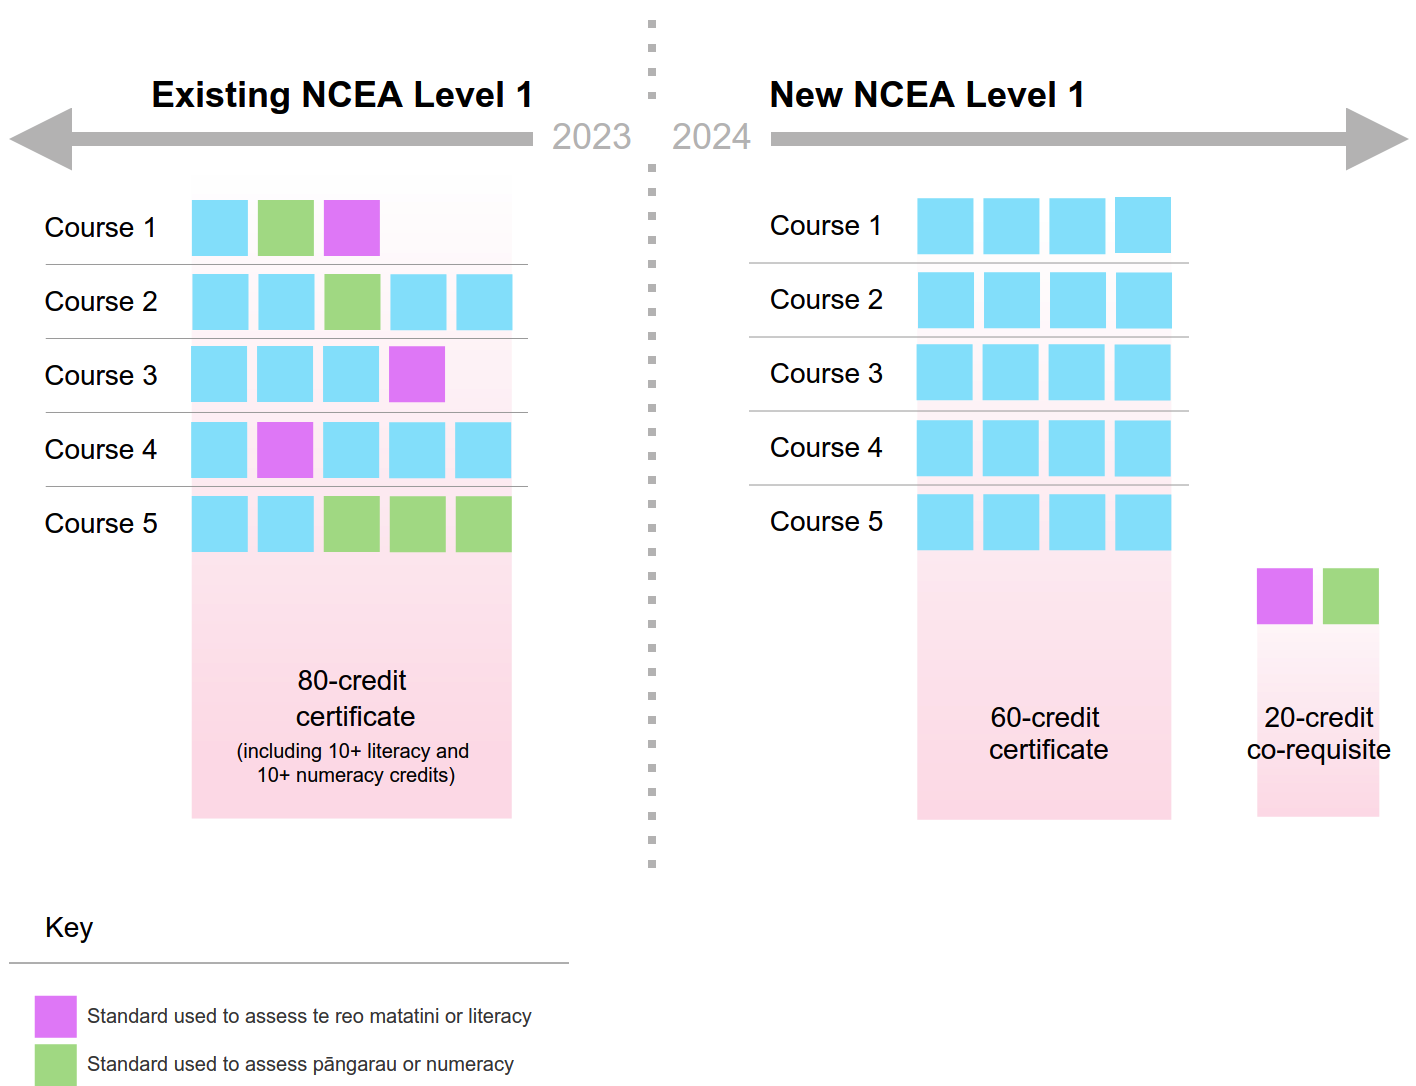 Existing NCEA Level 1
2023
Course 1
Course 2
Course 3
Course 4
Course 5
80-credit
certificate
(including 10+ literacy and
10+ numeracy credits)
New NCEA Level 1
2024
Course 1
Course 2
Course 3
Course 4
Course 5
60-credit
certificate
20-credit
co-requisite
Key
Standard used to assess te reo matatini or literacy
Standard used to assess pāngarau or numeracy